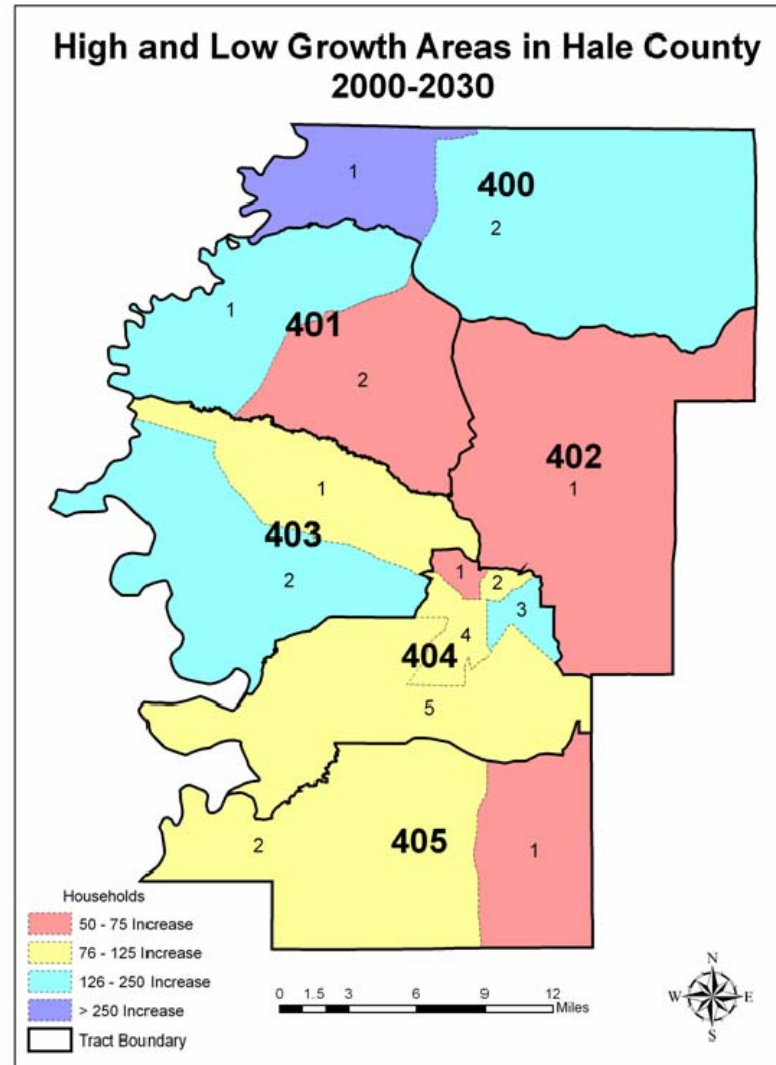 High and Low Growth Areas in Hale County
2000-2030
1
400
2
1
401
2
402
1
1
403
2
1
2
3
4
404
5
405
2
1
Households
50 - 75 Increase
76 - 125 Increase
126 - 250 Increase
> 250 Increase
Tract Boundary
0 1.5 3 6 9 12
Miles
N
W E
S